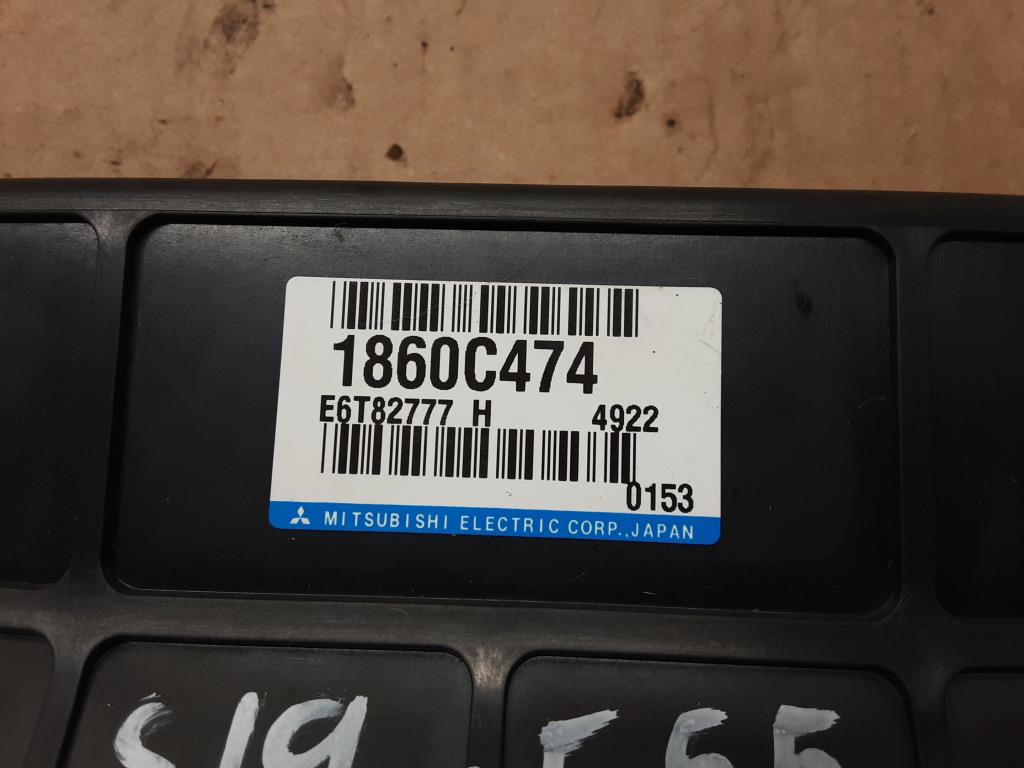 1860C474
E6T82777 H 4922
0153
MITSUBISHI ELECTRIC CORP.,JAPAN